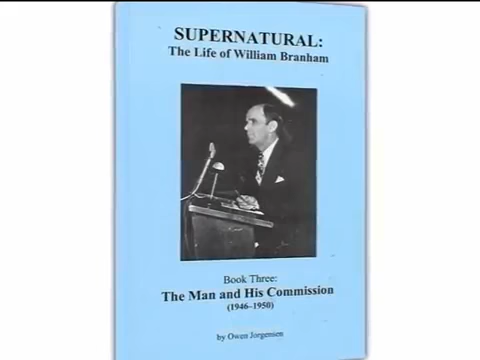 SUPERNATURAL:
The Life of William Branham
Book Three:
The Man and His Commission
(1946–1950)
by Owen Jorgensen